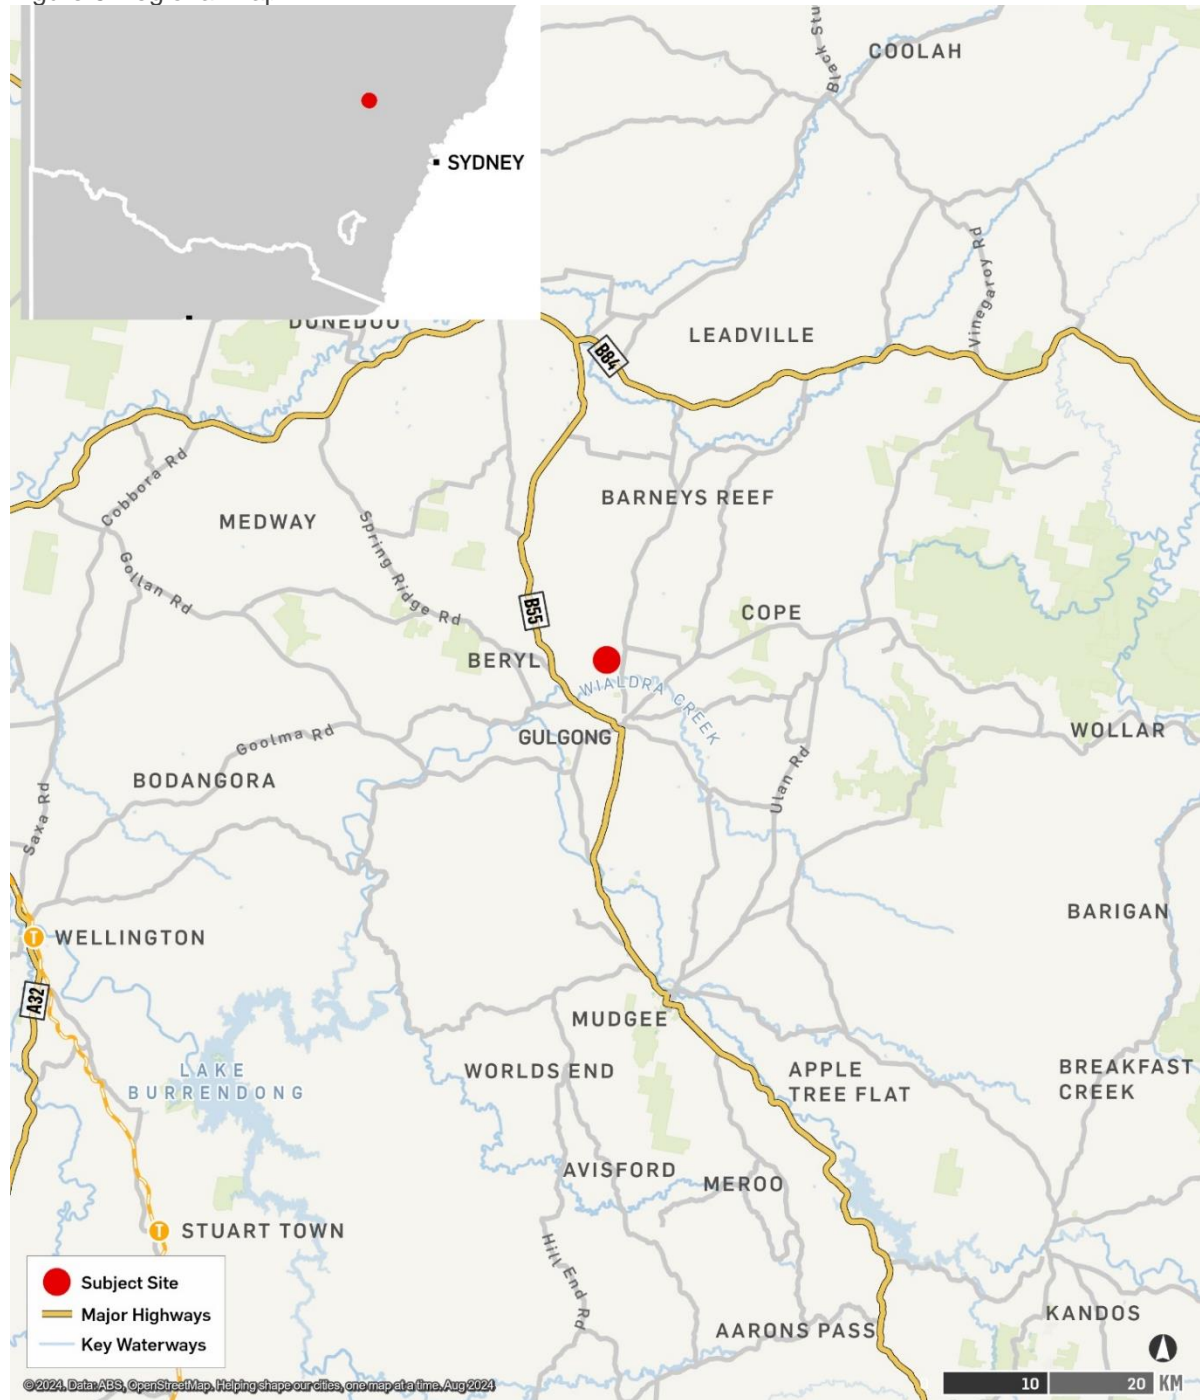 COOLAH
SYDNEY
Vinegaroy Rd
LEADVILLE
B84
Cobbora Rd
BARNEYS REEF
MEDWAY
Spring Ridge Rd
Gollan Rd
B55
COPE
BERYL
WIALDRA CREEK
GULGONG
WOLLAR
Goolma Rd
BODANGORA
Ulan Rd
Saxa Rd
BARIGAN
T WELLINGTON
A32
MUDGEE
LAKE
BURRENDONG
WORLDS END
APPLE
TREE FLAT
BREAKFAST
CREEK
AVISFORD
MEROO
T STUART TOWN
Hill End Rd
Subject Site
Major Highways
Key Waterways
KANDOS
AARONS PASS
© 2024. Data: ABS, OpenStreetMap. Helping shape our cities, one map at a time. Aug 2024
10 20 KM